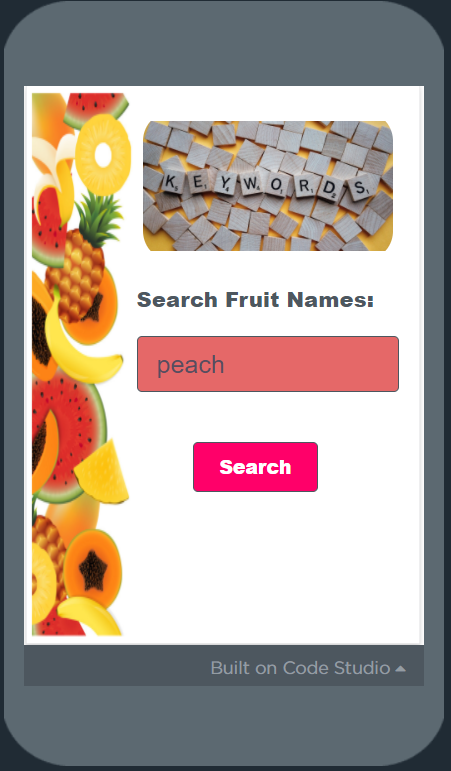 KEYWORDS
Search Fruit Names:
peach
Search
Built on Code Studio